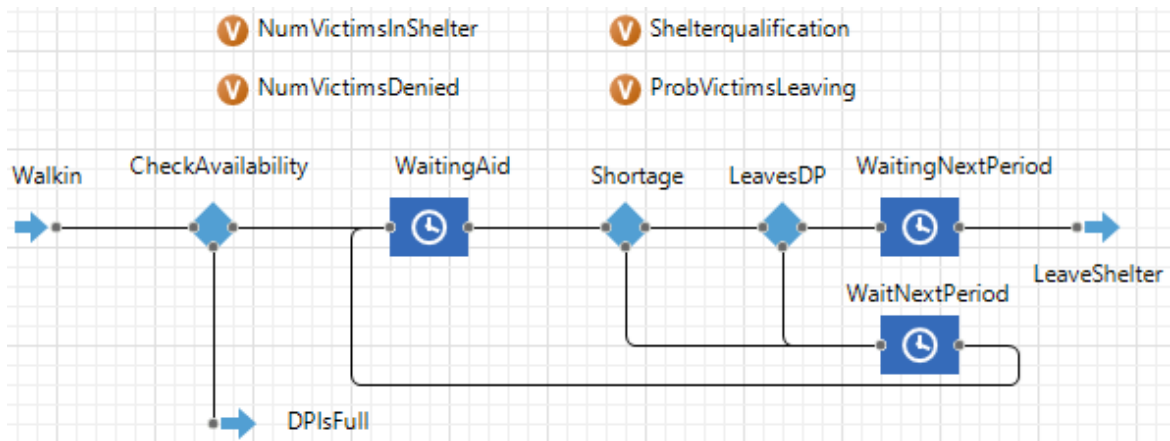 V NumVictimsInShelter
V Shelterqualification
V NumVictimsDenied
V ProbVictimsLeaving
Walkin
CheckAvailability
WaitingAid
Shortage
LeavesDP
WaitingNextPeriod
LeaveShelter
WaitNextPeriod
DPIsFull